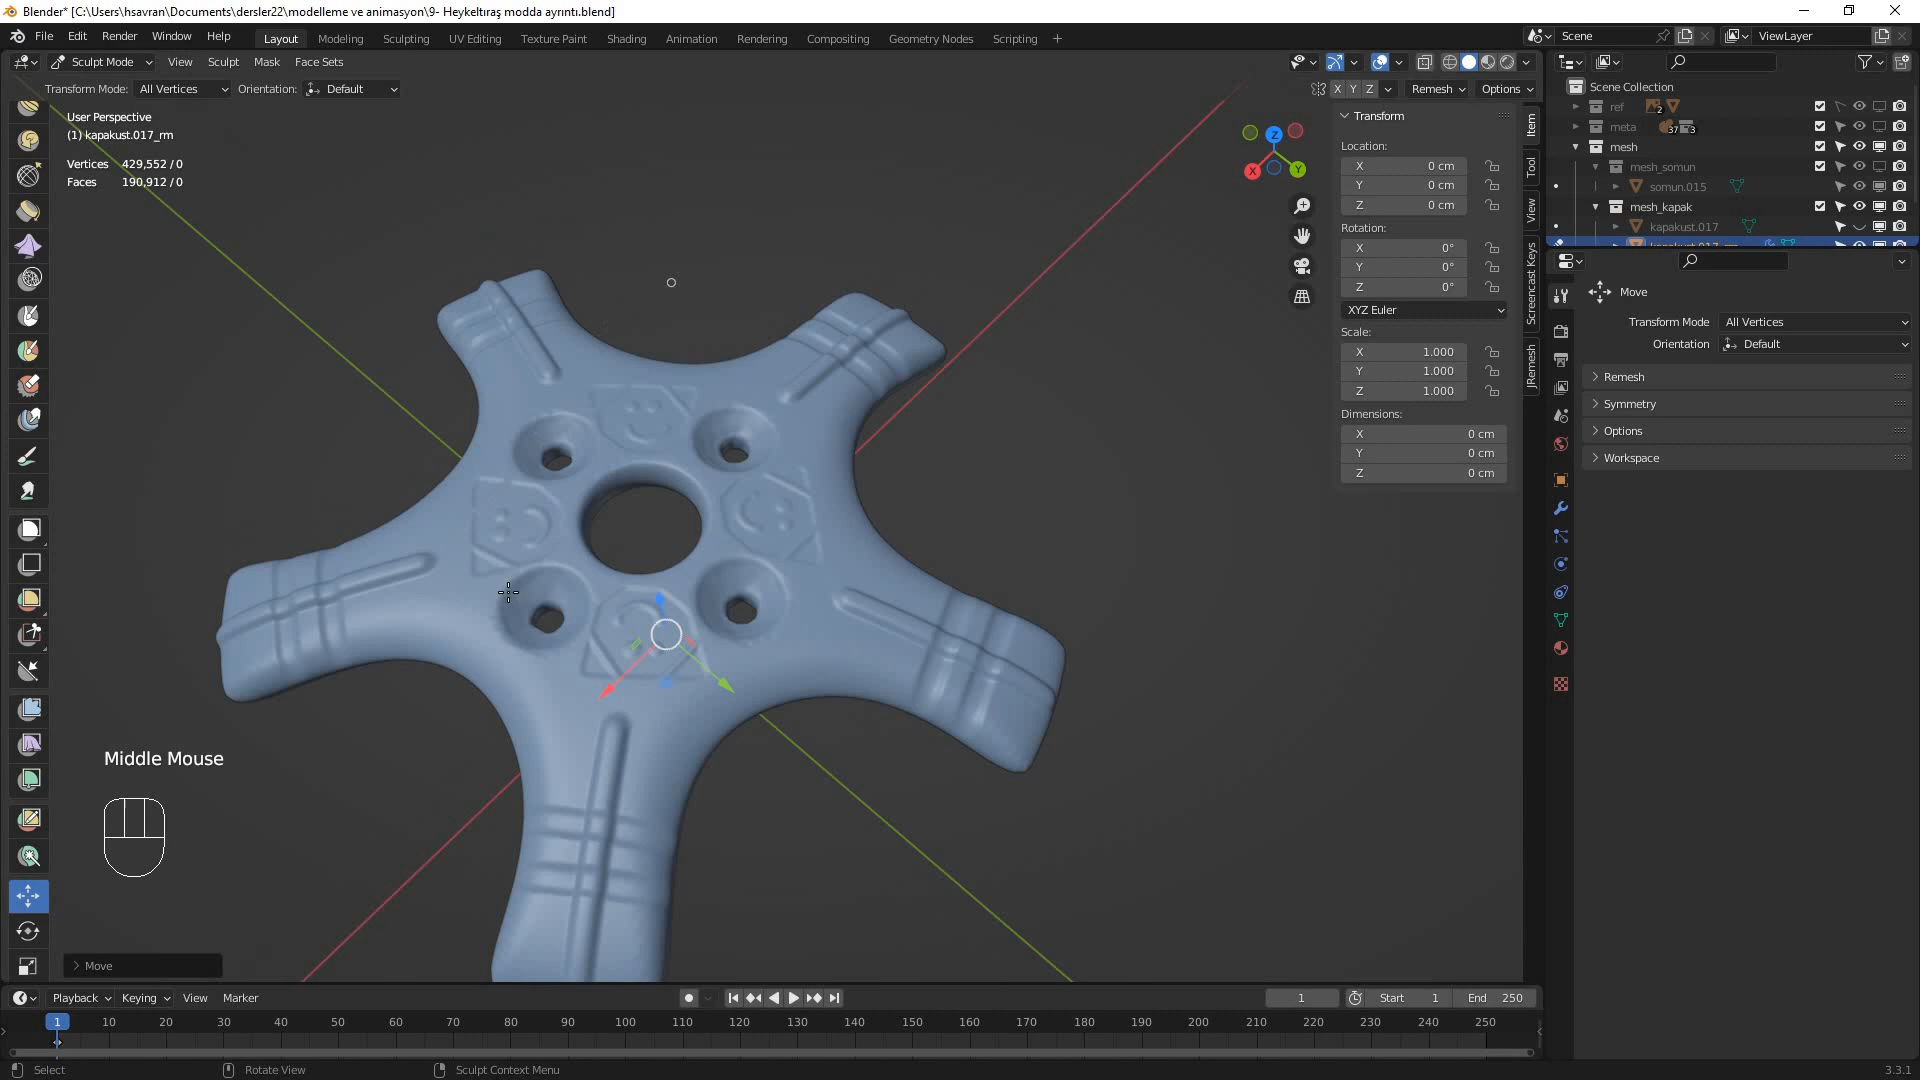 Blender* [C:\Users\hsavran\Documents\dersler22\modelleme ve animasyon\9- Heykeltıraş modda ayrıntı.blend]
File Edit Render Window Help Layout Modeling Sculpting UV Editing Texture Paint Shading Animation Rendering Compositing Geometry Nodes Scripting + Scene ViewLayer
Sculpt Mode View Sculpt Mask Face Sets
Transform Mode: All Vertices Orientation: Default X Y Z Remesh Options
User Perspective
(1) kapakust.017_rm
Vertices 429,552 / 0
Faces 190,912 / 0
Z
X
Y
Transform
Location:
X 0 cm
Y 0 cm
Z 0 cm
Rotation:
X 0°
Y 0°
Z 0°
XYZ Euler
Scale:
X 1.000
Y 1.000
Z 1.000
Dimensions:
X 0 cm
Y 0 cm
Z 0 cm
Item
Tool
View
Screencast Keys
JRemesh
Scene Collection
ref 2
meta 37 3
mesh
mesh_somun
somun.015
mesh_kapak
kapakust.017
kapakust.017_rm
Move
Transform Mode All Vertices
Orientation Default
Remesh
Symmetry
Options
Workspace
Middle Mouse
Move
Playback Keying View Marker 1 Start 1 End 250
1 10 20 30 40 50 60 70 80 90 100 110 120 130 140 150 160 170 180 190 200 210 220 230 240 250
Select Rotate View Sculpt Context Menu 3.3.1